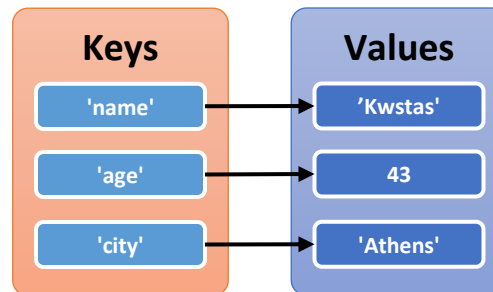 Keys Values
'name' ’Kwstas'
'age' 43
'city' 'Athens'